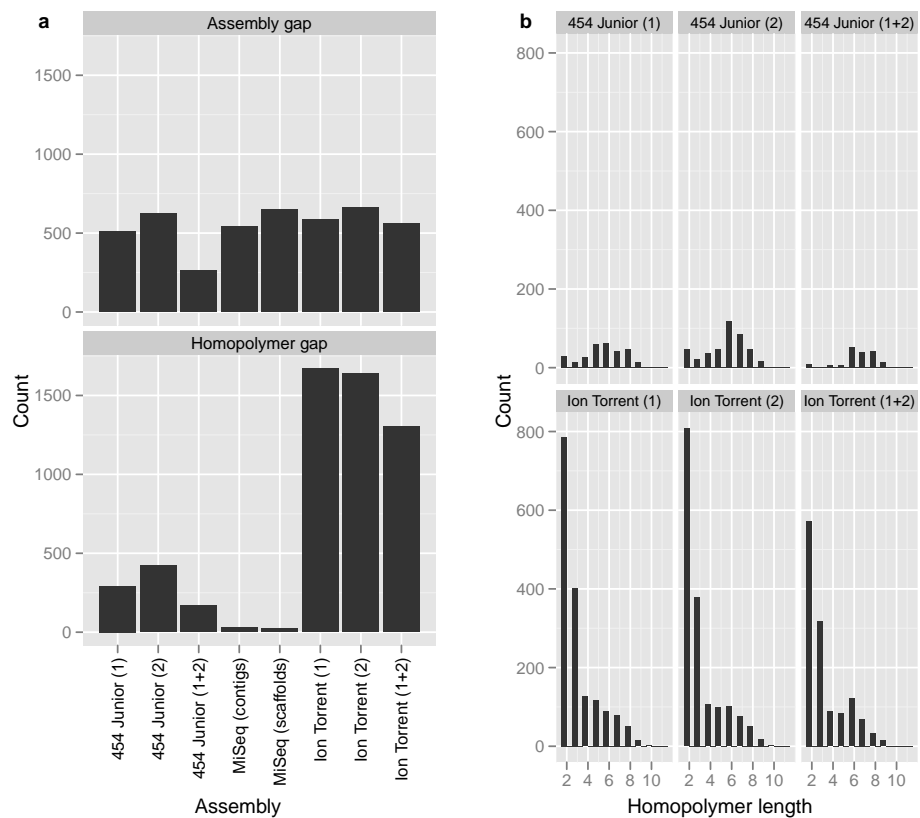 a
Assembly gap
1500
1000
500
0
Homopolymer gap
1500
1000
500
0
Count
454 Junior (1)
454 Junior (2)
454 Junior (1+2)
MiSeq (contigs)
MiSeq (scaffolds)
Ion Torrent (1)
Ion Torrent (2)
Ion Torrent (1+2)
Assembly
b
454 Junior (1) 454 Junior (2) 454 Junior (1+2)
800
600
400
200
0
Ion Torrent (1) Ion Torrent (2) Ion Torrent (1+2)
800
600
400
200
0
Count
2 4 6 8 10 2 4 6 8 10 2 4 6 8 10
Homopolymer length